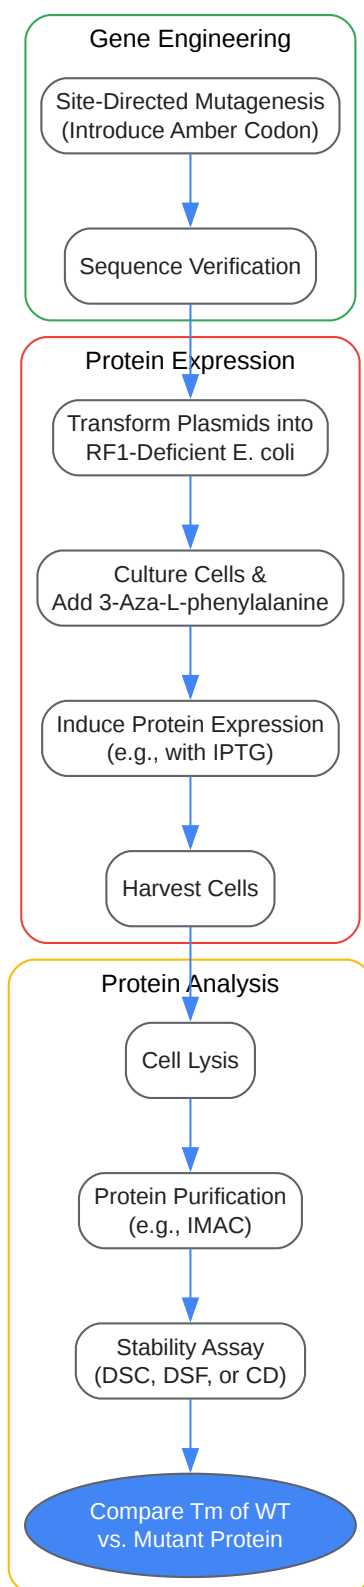 Gene Engineering
Site-Directed Mutagenesis
(Introduce Amber Codon)
Sequence Verification
Protein Expression
Transform Plasmids into
RF1-Deficient E. coli
Culture Cells &
Add 3-Aza-L-phenylalanine
Induce Protein Expression
(e.g., with IPTG)
Harvest Cells
Protein Analysis
Cell Lysis
Protein Purification
(e.g., IMAC)
Stability Assay
(DSC, DSF, or CD)
Compare Tm of WT
vs. Mutant Protein